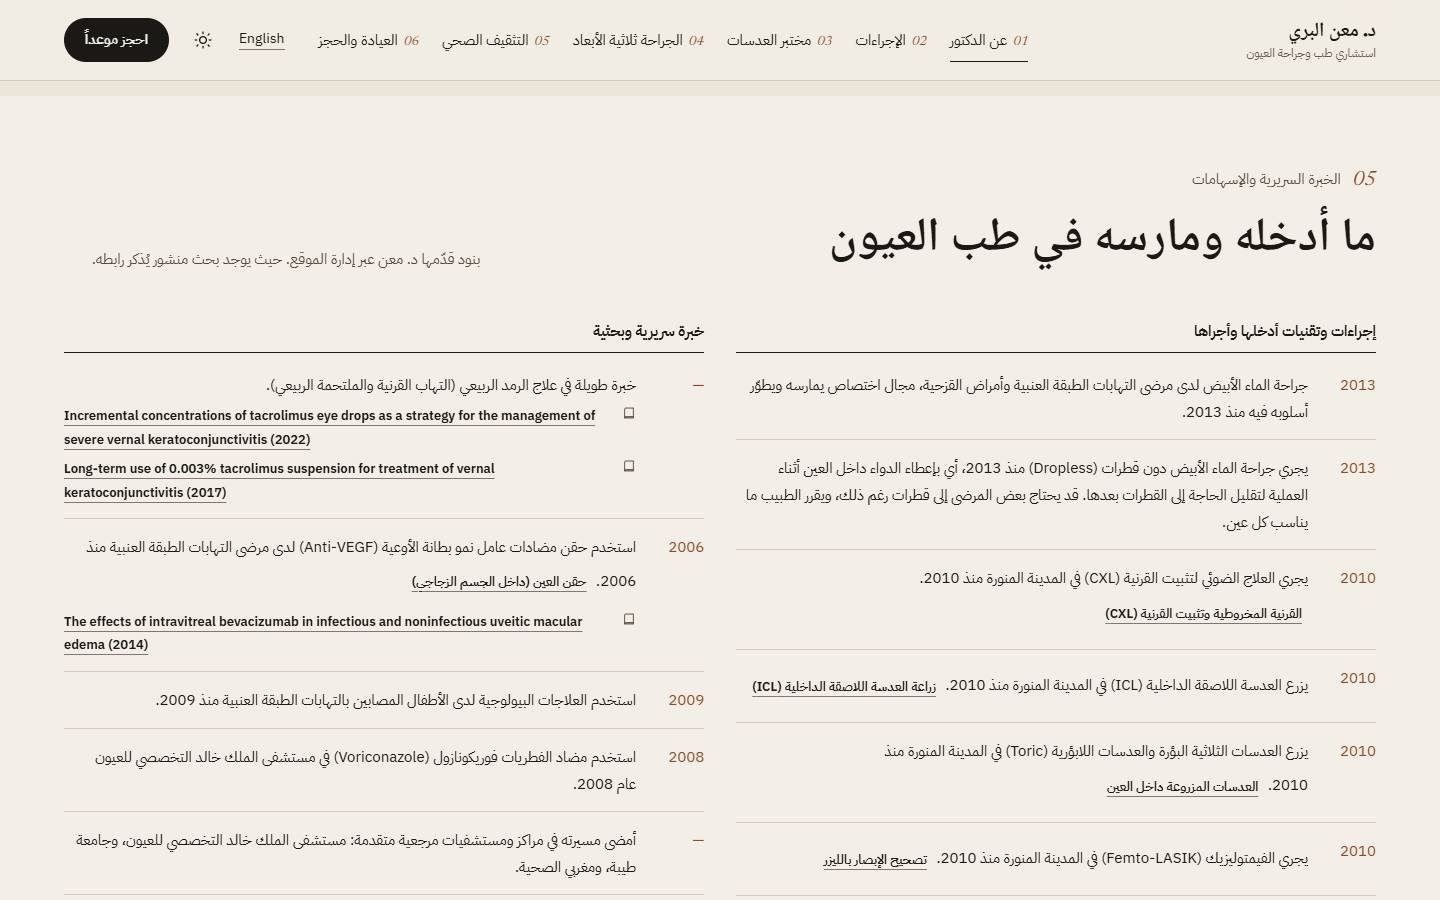 د. معن البري
استشاري طب وجراحة العيون
01 عن الدكتور
02 الإجراءات
03 مختبر العدسات
04 الجراحة ثلاثية الأبعاد
05 التثقيف الصحي
06 العيادة والحجز
English
احجز موعداً
05 الخبرة السريرية والإسهامات
ما أدخله ومارسه في طب العيون
بنود قدّمها د. معن عبر إدارة الموقع. حيث يوجد بحث منشور يُذكر رابطه.
إجراءات وتقنيات أدخلها وأجراها
2013
جراحة الماء الأبيض لدى مرضى التهابات الطبقة العنبية وأمراض القزحية، مجال اختصاص يمارسه ويطوّر
أسلوبه فيه منذ 2013.
2013
يجري جراحة الماء الأبيض دون قطرات (Dropless) منذ 2013، أي بإعطاء الدواء داخل العين أثناء
العملية لتقليل الحاجة إلى القطرات بعدها. قد يحتاج بعض المرضى إلى قطرات رغم ذلك، ويقرر الطبيب ما
يناسب كل عين.
2010
يجري العلاج الضوئي لتثبيت القرنية (CXL) في المدينة المنورة منذ 2010.
القرنية المخروطية وتثبيت القرنية (CXL)
2010
يزرع العدسة اللاصقة الداخلية (ICL) في المدينة المنورة منذ 2010. زراعة العدسة اللاصقة الداخلية (ICL)
2010
يزرع العدسات الثلاثية البؤرة والعدسات اللابؤرية (Toric) في المدينة المنورة منذ
2010. العدسات المزروعة داخل العين
2010
يجري الفيمتوليزيك (Femto-LASIK) في المدينة المنورة منذ 2010. تصحيح الإبصار بالليزر
خبرة سريرية وبحثية
—
خبرة طويلة في علاج الرمد الربيعي (التهاب القرنية والملتحمة الربيعي).
Incremental concentrations of tacrolimus eye drops as a strategy for the management of
severe vernal keratoconjunctivitis (2022)
Long-term use of 0.003% tacrolimus suspension for treatment of vernal
keratoconjunctivitis (2017)
2006
استخدم حقن مضادات عامل نمو بطانة الأوعية (Anti-VEGF) لدى مرضى التهابات الطبقة العنبية منذ
2006. حقن العين (داخل الجسم الزجاجي)
The effects of intravitreal bevacizumab in infectious and noninfectious uveitic macular
edema (2014)
2009
استخدم العلاجات البيولوجية لدى الأطفال المصابين بالتهابات الطبقة العنبية منذ 2009.
2008
استخدم مضاد الفطريات فوريكونازول (Voriconazole) في مستشفى الملك خالد التخصصي للعيون
عام 2008.
—
أمضى مسيرته في مراكز ومستشفيات مرجعية متقدمة: مستشفى الملك خالد التخصصي للعيون، وجامعة
طيبة، ومغربي الصحية.